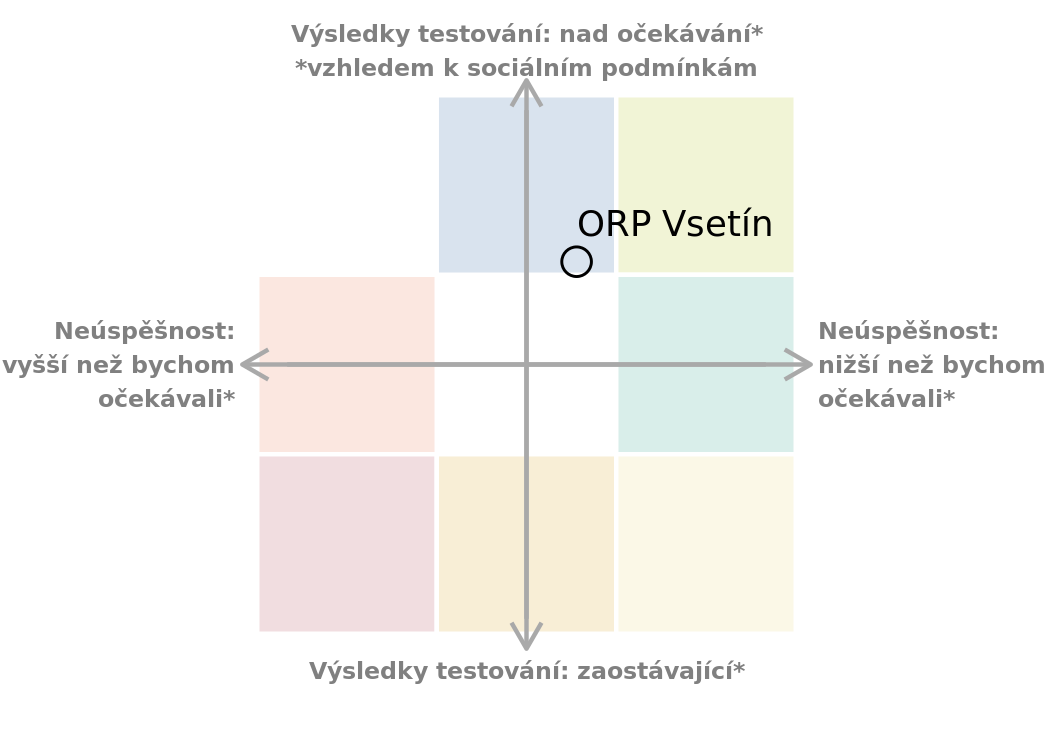 Výsledky testování: nad očekávání*
*vzhledem k sociálním podmínkám
ORP Vsetín
Neúspěšnost:
vyšší než bychom
očekávali*
Neúspěšnost:
nižší než bychom
očekávali*
Výsledky testování: zaostávající*